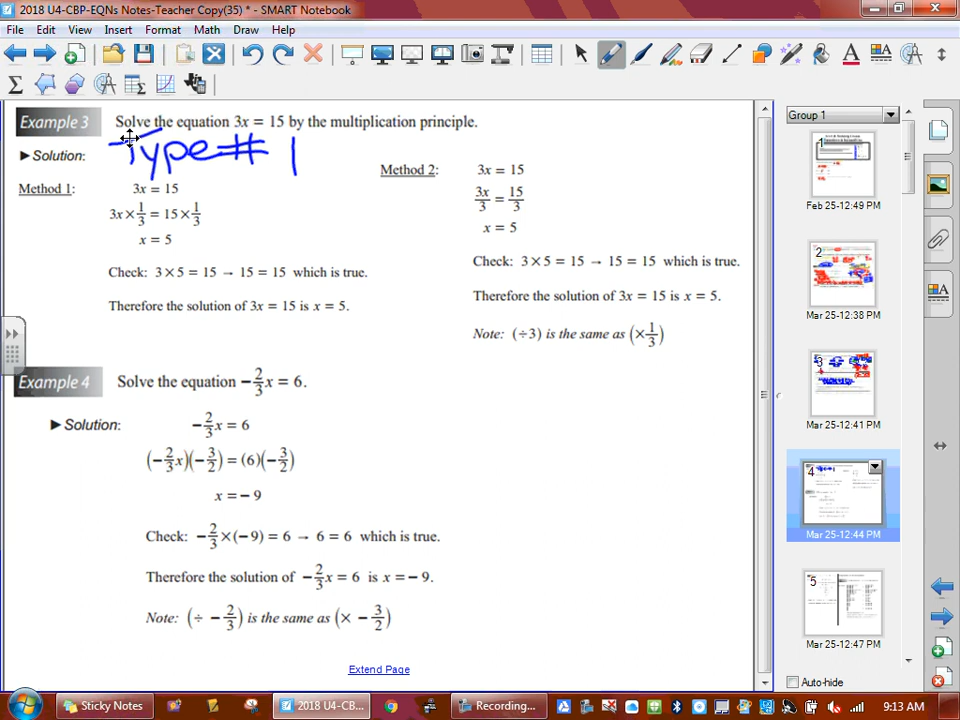 2018 U4-CBP-EQNs Notes-Teacher Copy(35) * - SMART Notebook
File Edit View Insert Format Math Draw Help
Example 3 Solve the equation 3x = 15 by the multiplication principle.
Type# 1
►Solution:
Method 1:
3x = 15
3x × 1/3 = 15 × 1/3
x = 5
Check: 3 × 5 = 15 → 15 = 15 which is true.
Therefore the solution of 3x = 15 is x = 5.
Method 2: 3x = 15
3x/3 = 15/3
x = 5
Check: 3 × 5 = 15 → 15 = 15 which is true.
Therefore the solution of 3x = 15 is x = 5.
Note: (÷3) is the same as (× 1/3)
Example 4 Solve the equation −2/3x = 6.
►Solution: −2/3x = 6
(−2/3x)(−3/2) = (6)(−3/2)
x = − 9
Check: −2/3 × (− 9) = 6 → 6 = 6 which is true.
Therefore the solution of −2/3x = 6 is x = − 9.
Note: (÷ −2/3) is the same as (× −3/2)
Extend Page
Group 1
1
Feb 25-12:49 PM
2
Mar 25-12:38 PM
3
Mar 25-12:41 PM
4
Mar 25-12:44 PM
5
Mar 25-12:47 PM
Auto-hide
Sticky Notes
2018 U4-CB...
Recording...
9:13 AM